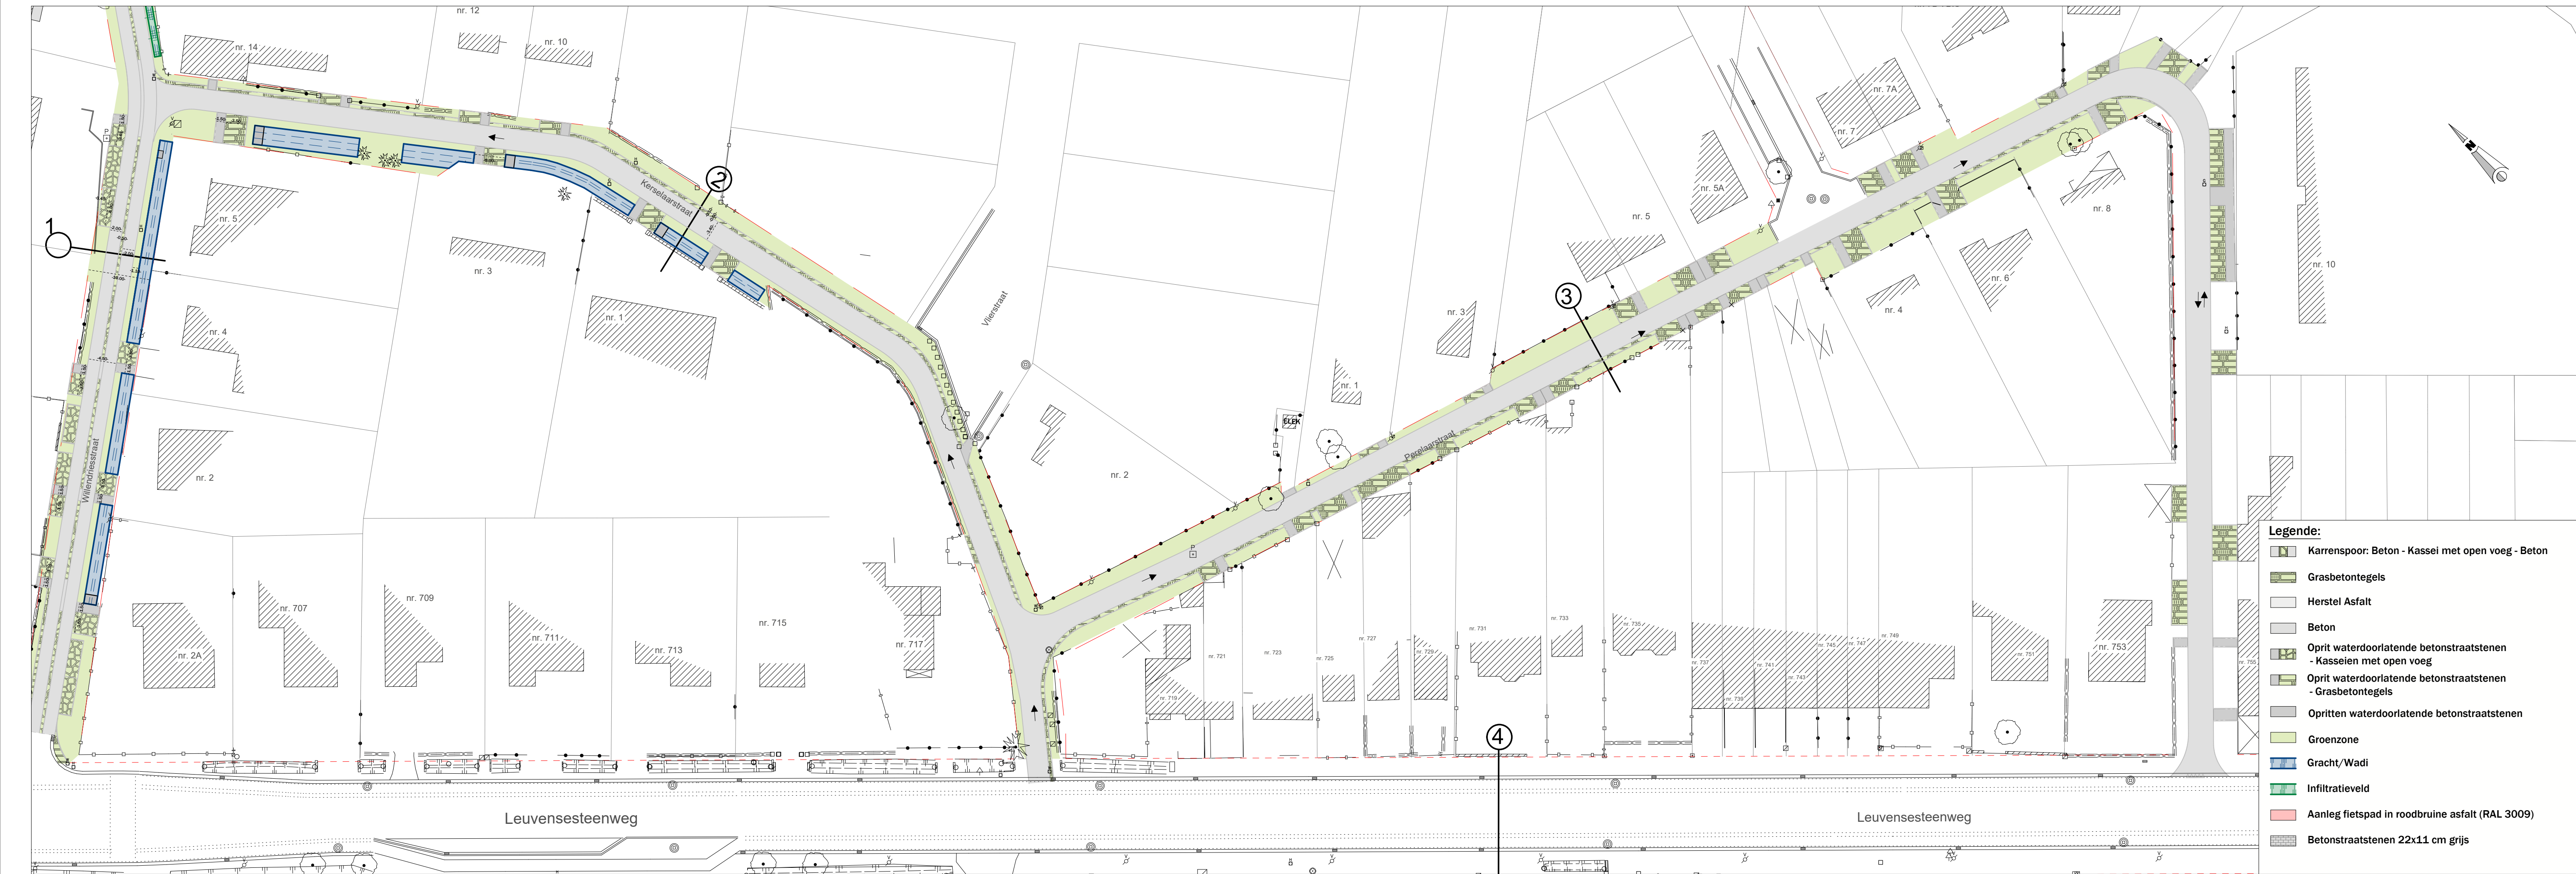 nr. 12
nr. 14
nr. 10
nr. 7A
nr. 7
nr. 5A
nr. 5
nr. 8
nr. 10
N
1
2
3
4
P
nr. 5
nr. 3
nr. 4
nr. 1
nr. 2
Kerselaarstraat
Vlierstraat
nr. 2
nr. 3
nr. 1
ELEK
Perelaarstraat
P
nr. 6
nr. 4
Willendriesstraat
nr. 2A
nr. 707
nr. 709
nr. 711
nr. 713
nr. 715
nr. 717
nr. 719
nr. 721
nr. 723
nr. 725
nr. 727
nr. 729
nr. 731
nr. 733
nr. 735
nr. 737
nr. 741
nr. 743
nr. 745
nr. 747
nr. 749
nr. 751
nr. 753
nr. 755
Leuvensesteenweg
Leuvensesteenweg
Legende:
Karrenspoor: Beton - Kassei met open voeg - Beton
Grasbetontegels
Herstel Asfalt
Beton
Oprit waterdoorlatende betonstraatstenen
- Kasseien met open voeg
Oprit waterdoorlatende betonstraatstenen
- Grasbetontegels
Opritten waterdoorlatende betonstraatstenen
Groenzone
Gracht/Wadi
Infiltratieveld
Aanleg fietspad in roodbruine asfalt (RAL 3009)
Betonstraatstenen 22x11 cm grijs